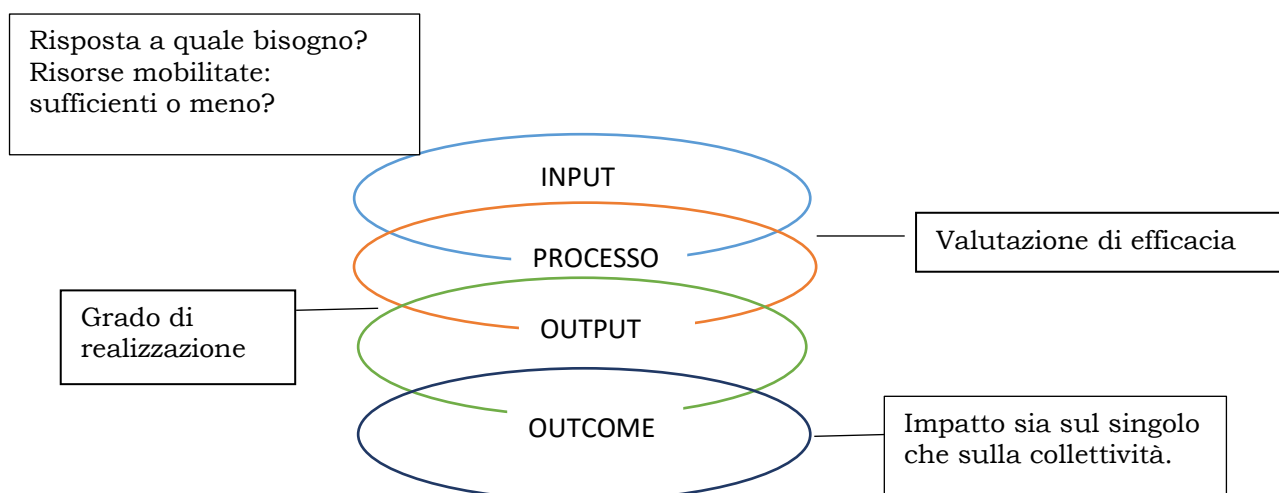 Risposta a quale bisogno?
Risorse mobilitate:
sufficienti o meno?
INPUT
PROCESSO
Valutazione di efficacia
Grado di
realizzazione
OUTPUT
OUTCOME
Impatto sia sul singolo
che sulla collettività.